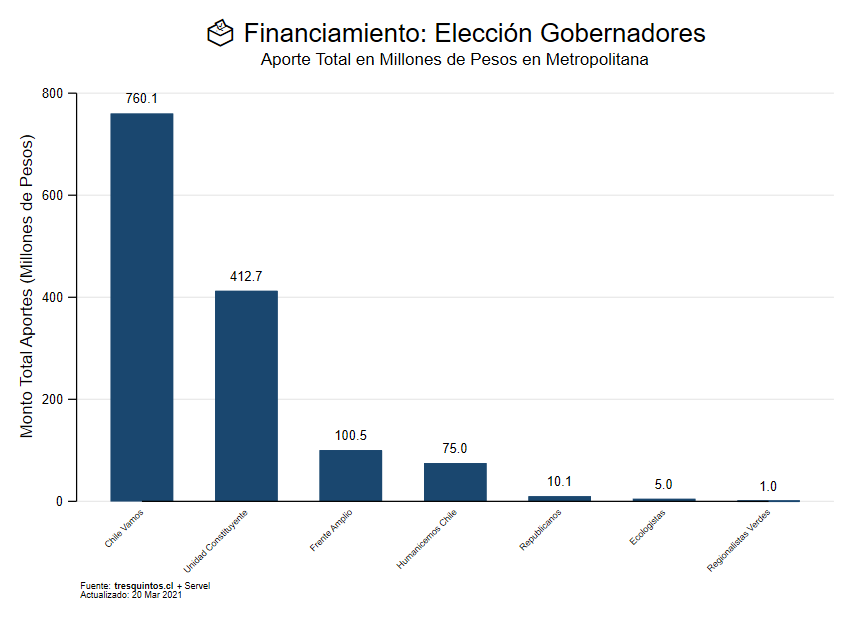 Financiamiento: Elección Gobernadores
Aporte Total en Millones de Pesos en Metropolitana
Monto Total Aportes (Millones de Pesos)
800
600
400
200
0
760.1
412.7
100.5
75.0
10.1
5.0
1.0
Chile Vamos
Unidad Constituyente
Frente Amplio
Humanicemos Chile
Republicanos
Ecologistas
Regionalistas Verdes
Fuente: tresquintos.cl + Servel
Actualizado: 20 Mar 2021